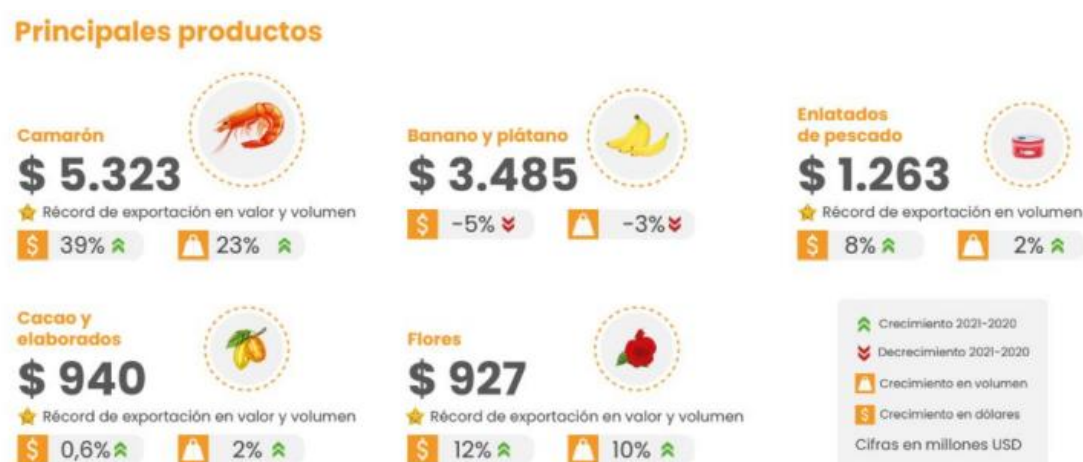 Principales productos
Camarón
$ 5.323
Récord de exportación en valor y volumen
$ 39% 23%
Banano y plátano
$ 3.485
$ -5% -3%
Enlatados
de pescado
$ 1.263
Récord de exportación en volumen
$ 8% 2%
Cacao y
elaborados
$ 940
Récord de exportación en valor y volumen
$ 0,6% 2%
Flores
$ 927
Récord de exportación en valor y volumen
$ 12% 10%
Crecimiento 2021-2020
Decrecimiento 2021-2020
Crecimiento en volumen
$ Crecimiento en dólares
Cifras en millones USD